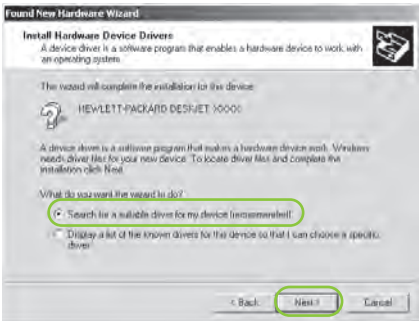 Found New Hardware Wizard
Install Hardware Device Drivers
A device driver is a software program that enables a hardware device to work with
an operating system.
This wizard will complete the installation for this device:
HEWLETT-PACKARD DESKJET XXXXX
A device driver is a software program that makes a hardware device work. Windows
needs driver files for your new device. To locate driver files and complete the
installation click Next.
What do you want the wizard to do?
Search for a suitable driver for my device (recommended)
Display a list of the known drivers for this device so that I can choose a specific
driver
< Back
Next >
Cancel